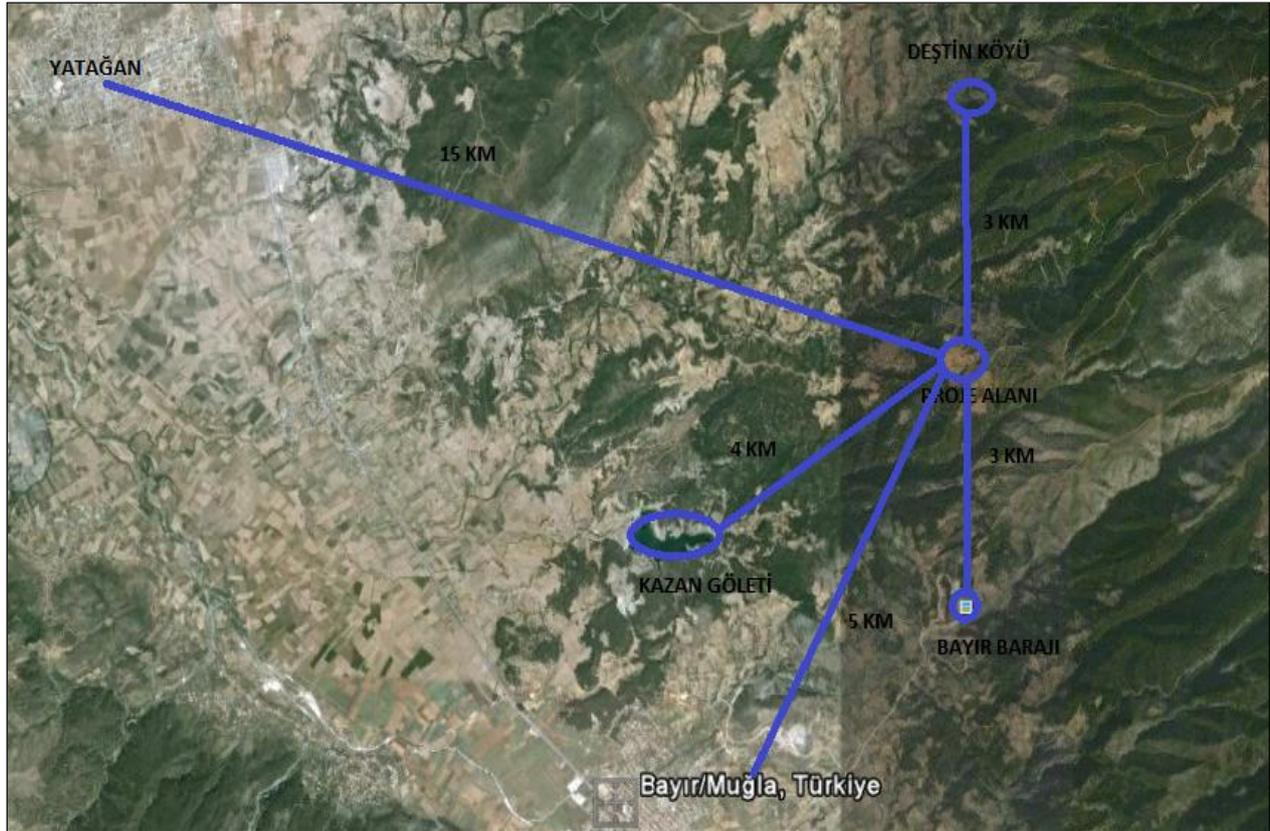 DEŞTİN KÖYÜ
YATAĞAN
15 KM
3 KM
PROJE ALANI
4 KM
3 KM
KAZAN GÖLETİ
5 KM
BAYIR BARAJI
Bayır/Muğla, Türkiye